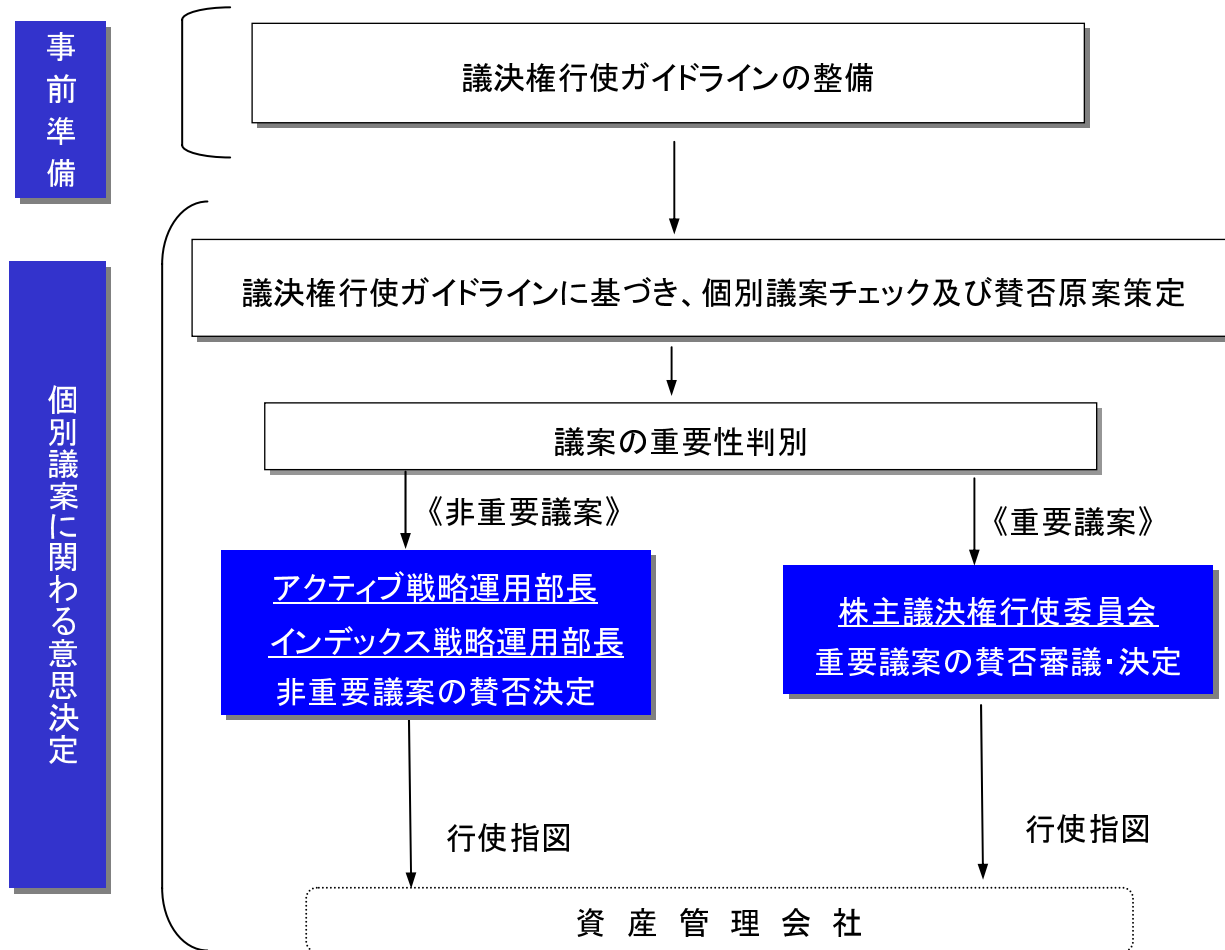 事前準備
議決権行使ガイドラインの整備
個別議案に関わる意思決定
議決権行使ガイドラインに基づき、個別議案チェック及び賛否原案策定
議案の重要性判別
《非重要議案》
《重要議案》
アクティブ戦略運用部長
インデックス戦略運用部長
非重要議案の賛否決定
株主議決権行使委員会
重要議案の賛否審議・決定
行使指図
行使指図
資産管理会社